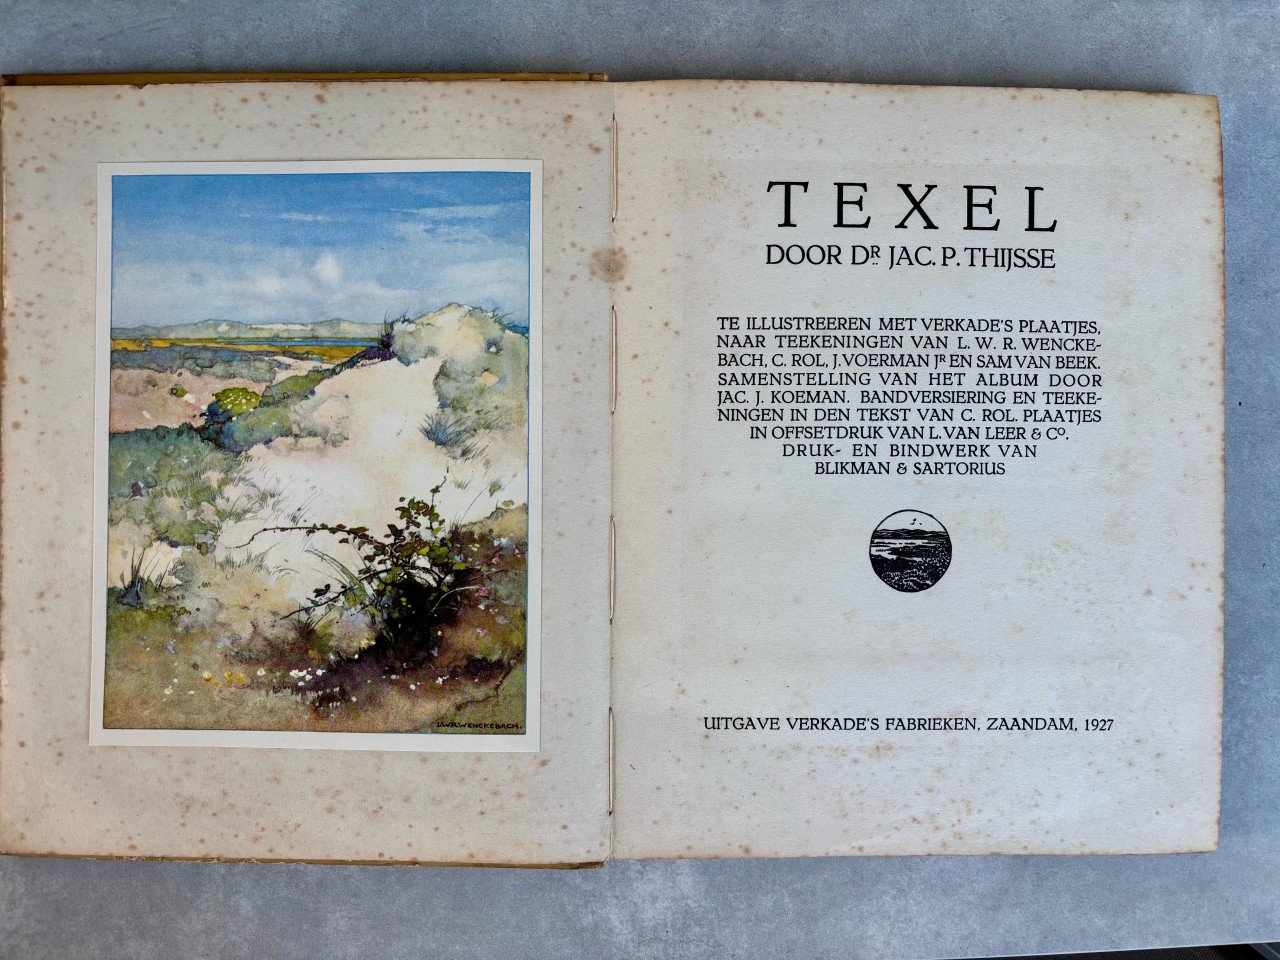 L.W.R.WENCKEBACH.
TEXEL
DOOR DR. JAC. P. THIJSSE
TE ILLUSTREEREN MET VERKADE'S PLAATJES,
NAAR TEEKENINGEN VAN L. W. R. WENCKE-
BACH, C. ROL, J. VOERMAN JR EN SAM VAN BEEK.
SAMENSTELLING VAN HET ALBUM DOOR
JAC. J. KOEMAN. BANDVERSIERING EN TEEKE-
NINGEN IN DEN TEKST VAN C. ROL. PLAATJES
IN OFFSETDRUK VAN L. VAN LEER & CO.
DRUK- EN BINDWERK VAN
BLIKMAN & SARTORIUS
UITGAVE VERKADE'S FABRIEKEN, ZAANDAM, 1927